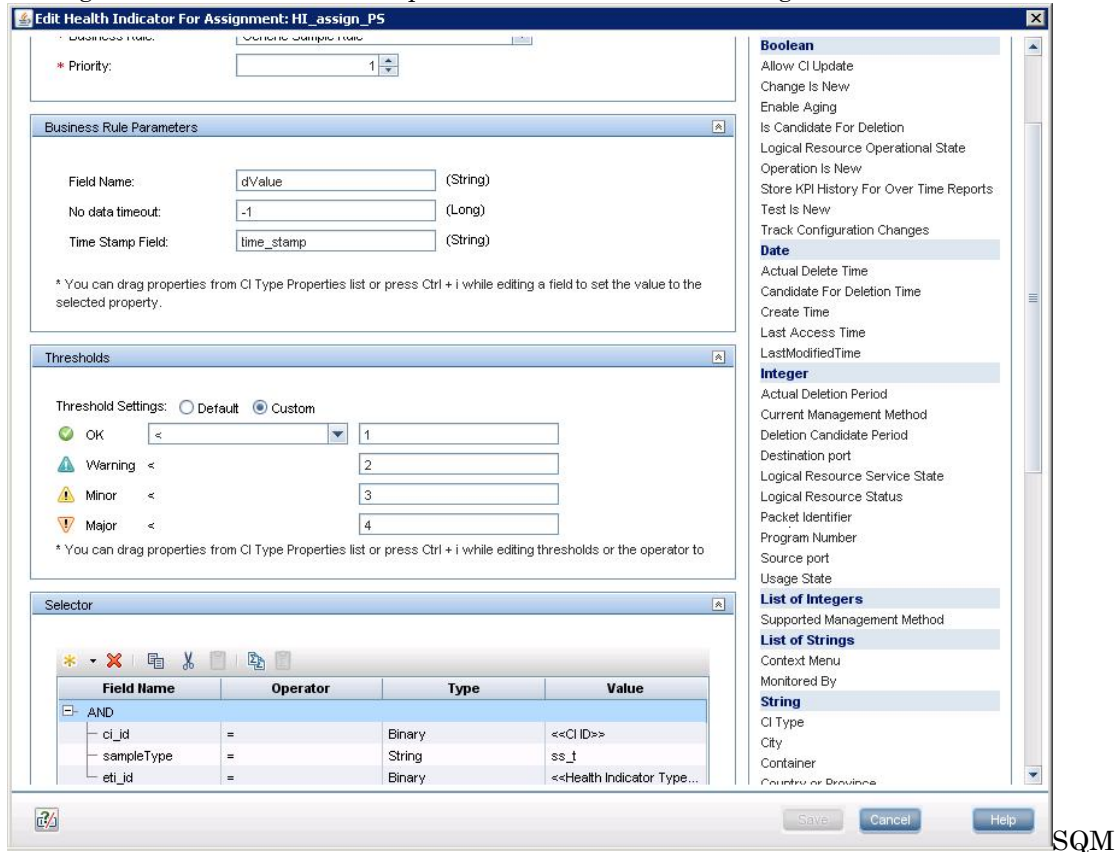 Edit Health Indicator For Assignment: HI_assign_PS
* Priority: 1
Business Rule Parameters
Field Name: dValue (String)
No data timeout: -1 (Long)
Time Stamp Field: time_stamp (String)
* You can drag properties from CI Type Properties list or press Ctrl + i while editing a field to set the value to the
selected property.
Thresholds
Threshold Settings: Default Custom
OK < 1
Warning < 2
Minor < 3
Major < 4
* You can drag properties from CI Type Properties list or press Ctrl + i while editing thresholds or the operator to
Selector
Field Name Operator Type Value
AND
ci_id = Binary <<CI ID>>
sampleType = String ss_t
eti_id = Binary <<Health Indicator Type...
Boolean
Allow CI Update
Change Is New
Enable Aging
Is Candidate For Deletion
Logical Resource Operational State
Operation Is New
Store KPI History For Over Time Reports
Test Is New
Track Configuration Changes
Date
Actual Delete Time
Candidate For Deletion Time
Create Time
Last Access Time
LastModifiedTime
Integer
Actual Deletion Period
Current Management Method
Deletion Candidate Period
Destination port
Logical Resource Service State
Logical Resource Status
Packet Identifier
Program Number
Source port
Usage State
List of Integers
Supported Management Method
List of Strings
Context Menu
Monitored By
String
CI Type
City
Container
Country or Province
Save Cancel Help
SQM